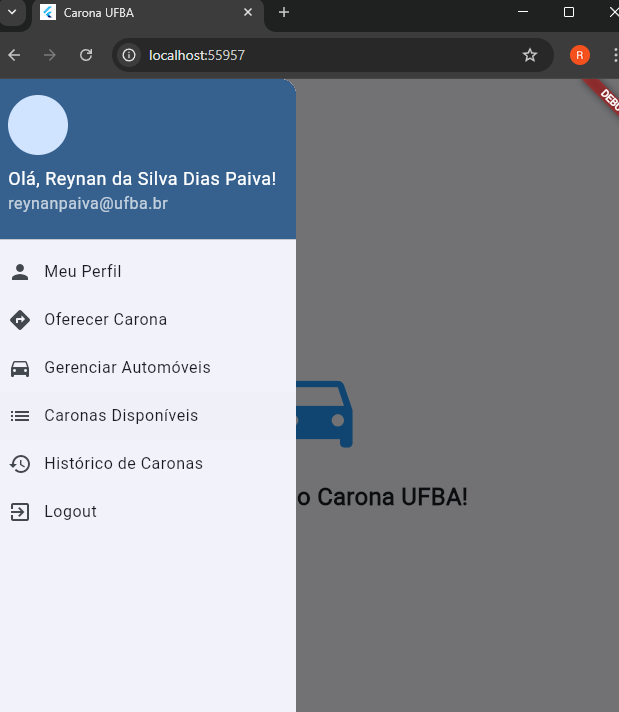 Carona UFBA
localhost:55957
R
DEBU
Olá, Reynan da Silva Dias Paiva!
reynanpaiva@ufba.br
Meu Perfil
Oferecer Carona
Gerenciar Automóveis
Caronas Disponíveis
Histórico de Caronas
o Carona UFBA!
Logout